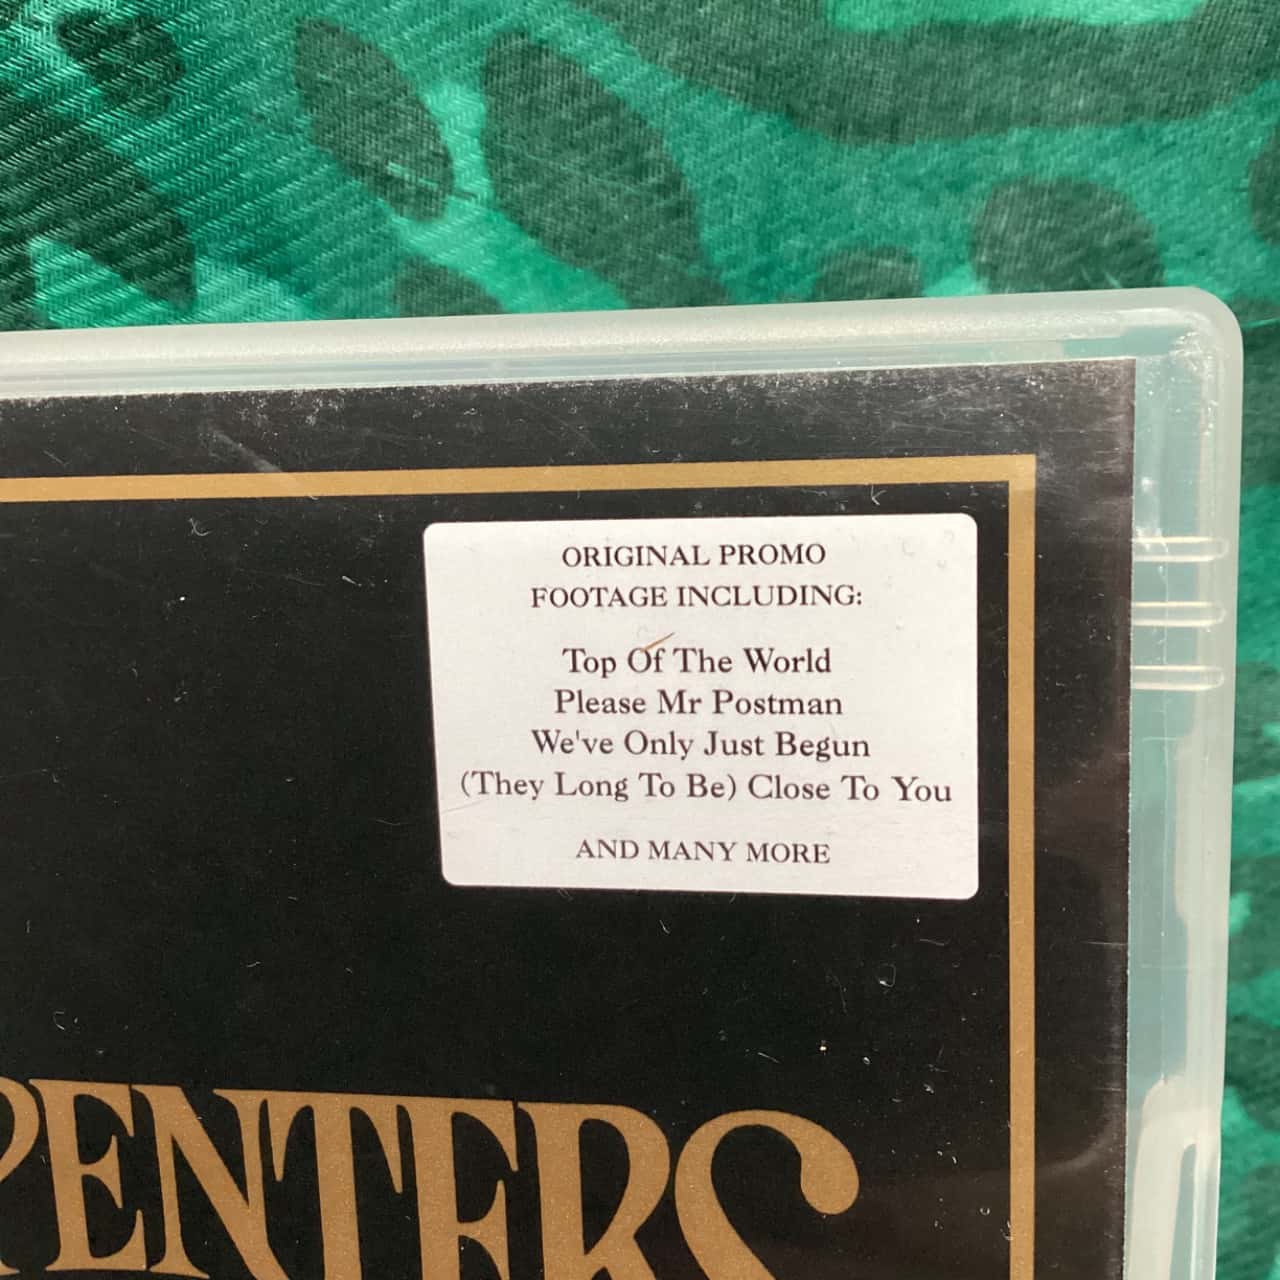 ORIGINAL PROMO
FOOTAGE INCLUDING:
Top Of The World
Please Mr Postman
We've Only Just Begun
(They Long To Be) Close To You
AND MANY MORE
PENTERS